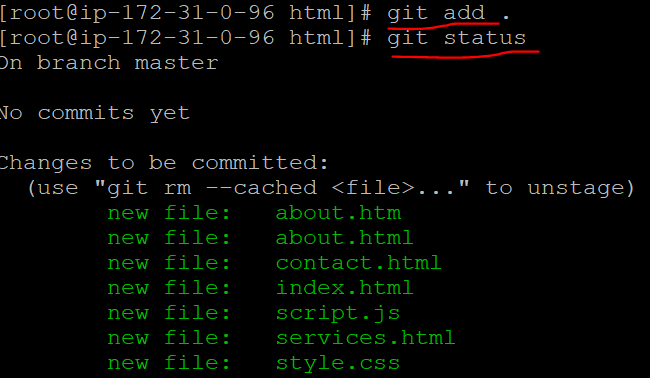 [root@ip-172-31-0-96 html]# git add .
[root@ip-172-31-0-96 html]# git status
On branch master
No commits yet
Changes to be committed:
(use "git rm --cached <file>..." to unstage)
new file: about.htm
new file: about.html
new file: contact.html
new file: index.html
new file: script.js
new file: services.html
new file: style.css